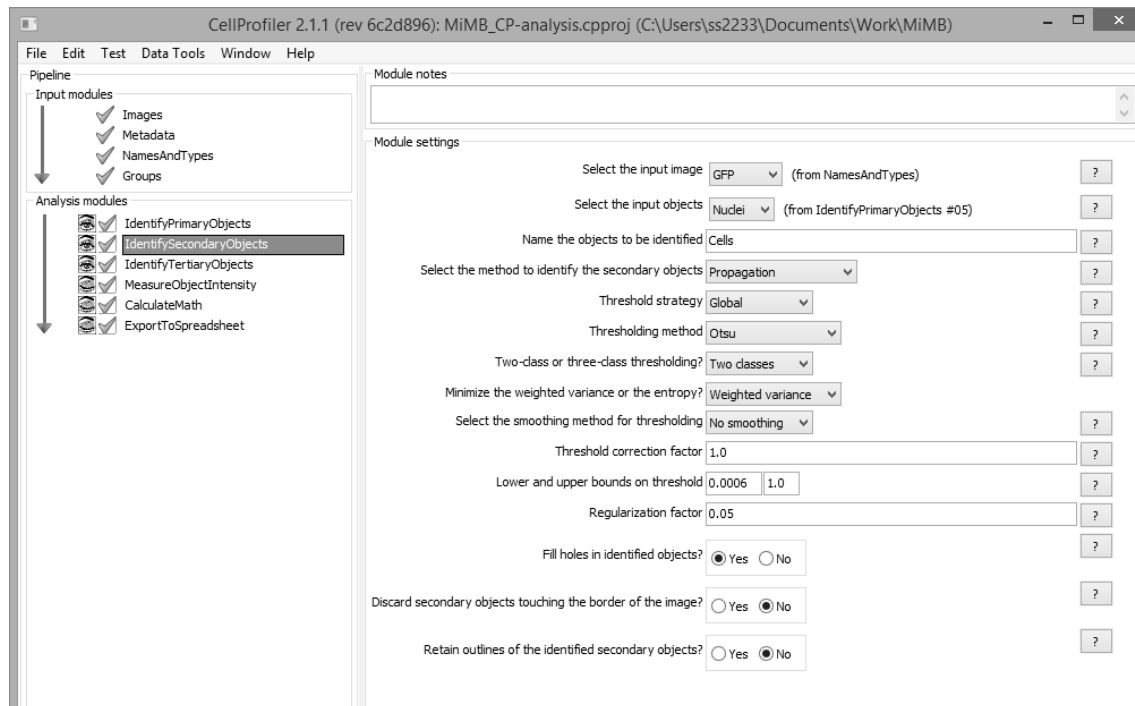 CellProfiler 2.1.1 (rev 6c2d896): MiMB_CP-analysis.cpproj (C:\Users\ss2233\Documents\Work\MiMB)
File Edit Test Data Tools Window Help
Pipeline
Input modules
Images
Metadata
NamesAndTypes
Groups
Analysis modules
IdentifyPrimaryObjects
IdentifySecondaryObjects
IdentifyTertiaryObjects
MeasureObjectIntensity
CalculateMath
ExportToSpreadsheet
Module notes
Module settings
Select the input image GFP (from NamesAndTypes) ?
Select the input objects Nuclei (from IdentifyPrimaryObjects #05) ?
Name the objects to be identified Cells ?
Select the method to identify the secondary objects Propagation ?
Threshold strategy Global ?
Thresholding method Otsu ?
Two-class or three-class thresholding? Two classes ?
Minimize the weighted variance or the entropy? Weighted variance
Select the smoothing method for thresholding No smoothing ?
Threshold correction factor 1.0 ?
Lower and upper bounds on threshold 0.0006 1.0 ?
Regularization factor 0.05 ?
Fill holes in identified objects? Yes No ?
Discard secondary objects touching the border of the image? Yes No ?
Retain outlines of the identified secondary objects? Yes No ?